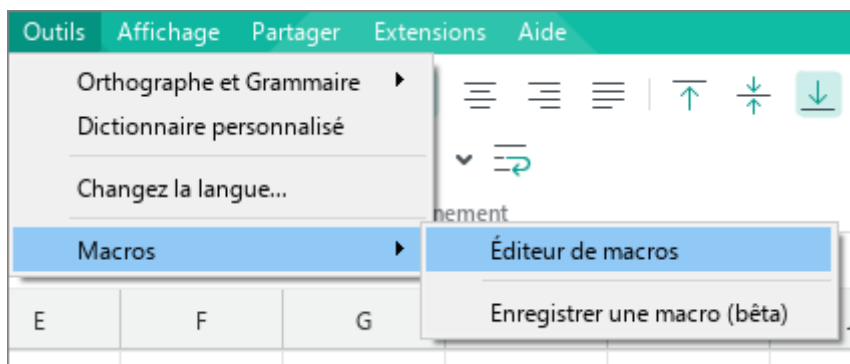 Outils Affichage Partager Extensions Aide
Orthographe et Grammaire
Dictionnaire personnalisé
Changez la langue...
nement
Macros
Éditeur de macros
Enregistrer une macro (bêta)
E F G